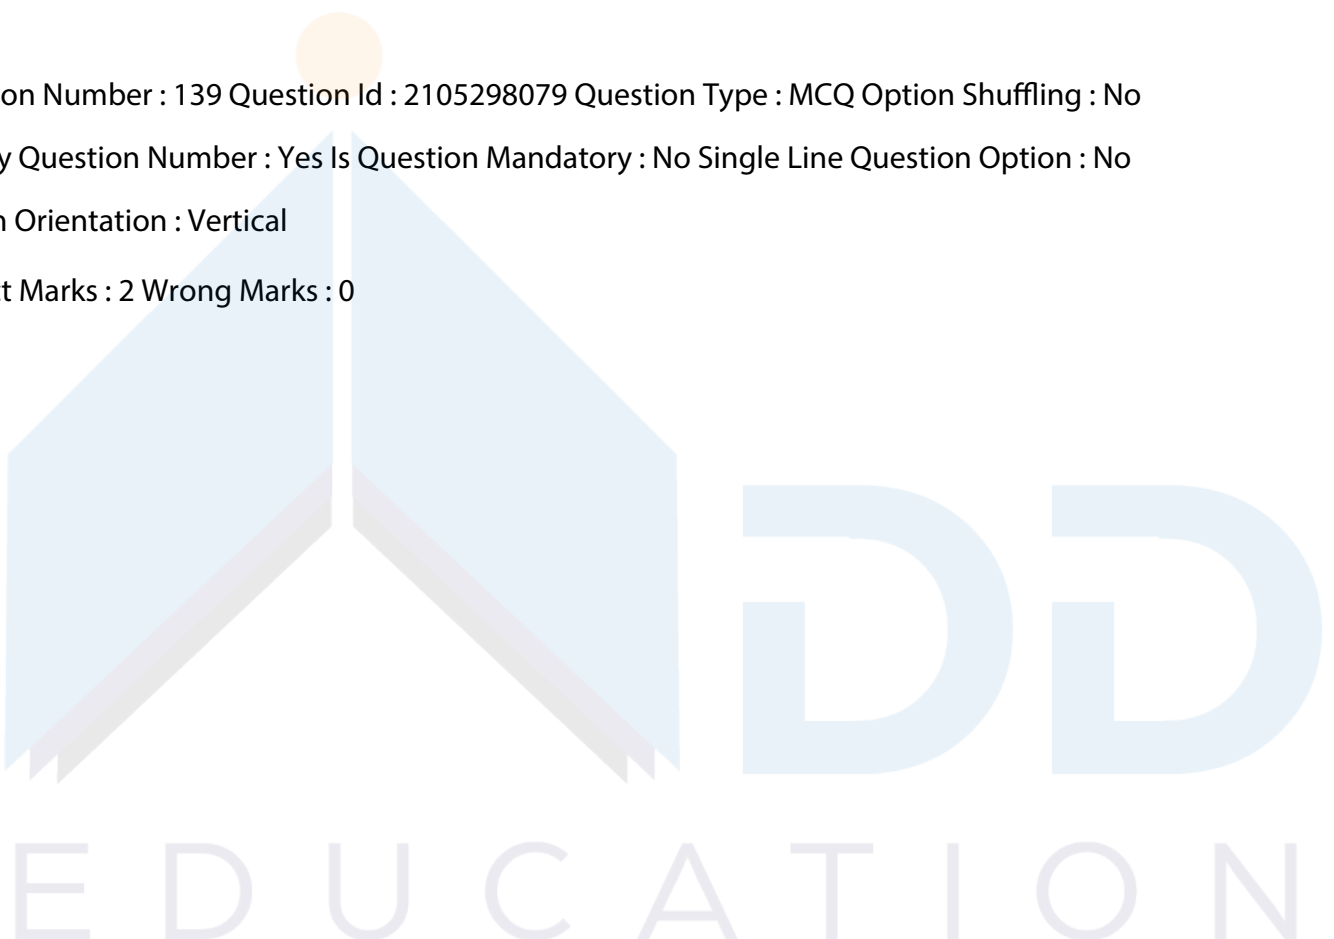 on Number : 139 Question Id : 2105298079 Question Type : MCQ Option Shuffling : No
y Question Number : Yes Is Question Mandatory : No Single Line Question Option : No
n Orientation : Vertical
t Marks : 2 Wrong Marks : 0
DD
EDUCATION